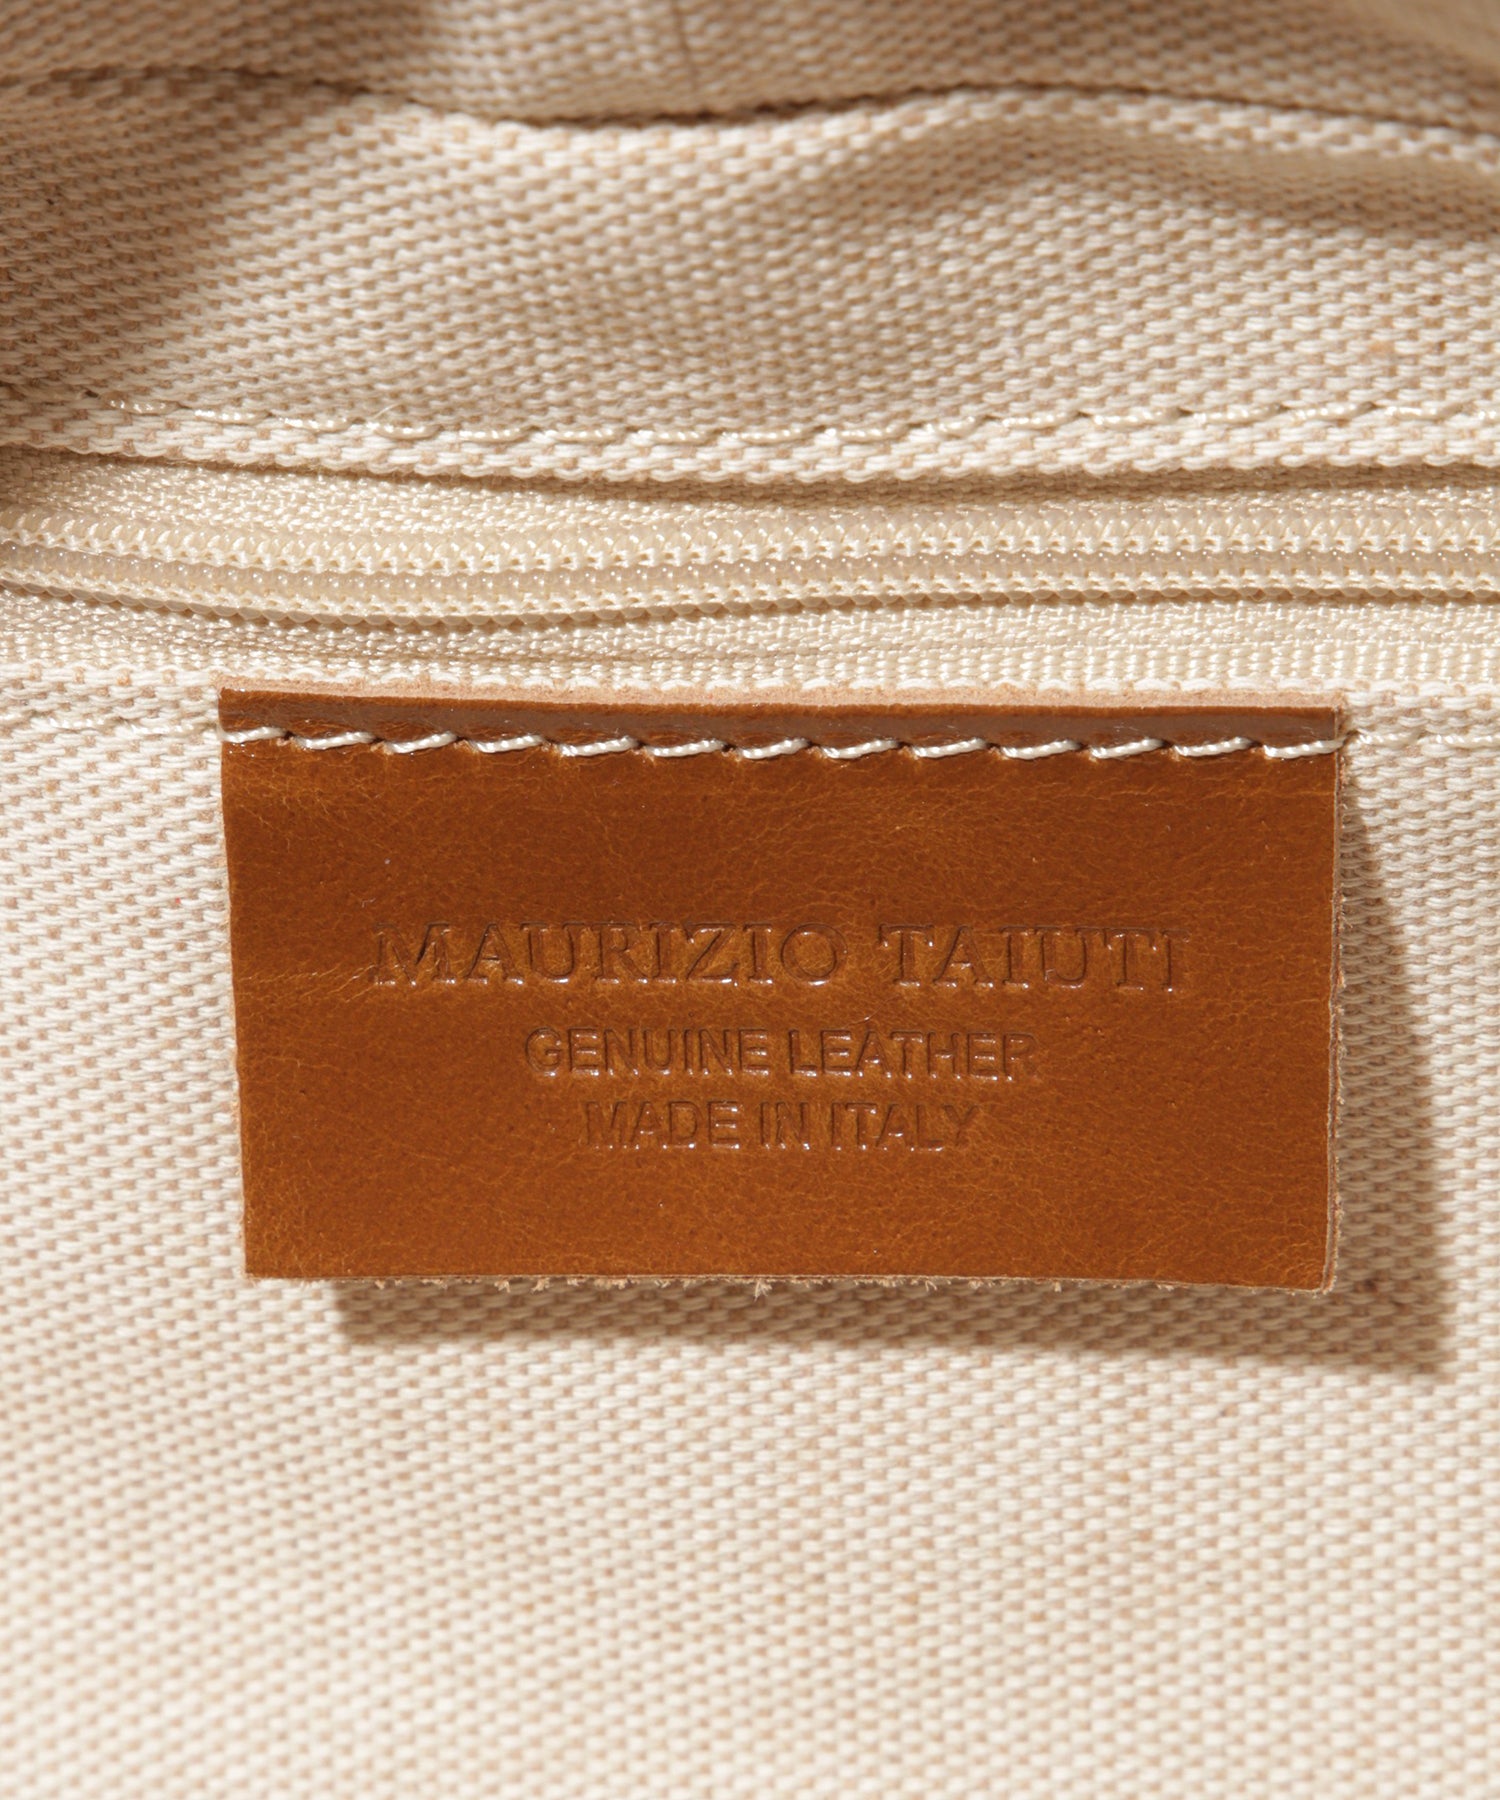 MAURIZIO TAIUTI
GENUINE LEATHER
MADE IN ITALY